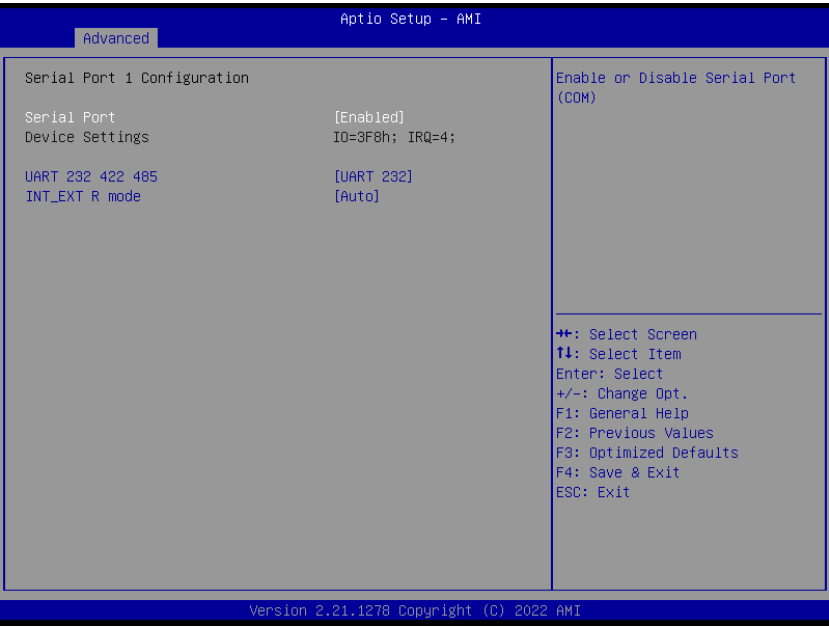 Aptio Setup – AMI
Advanced
Serial Port 1 Configuration
Serial Port [Enabled]
Device Settings IO=3F8h; IRQ=4;
UART 232 422 485 [UART 232]
INT_EXT R mode [Auto]
Enable or Disable Serial Port
(COM)
→←: Select Screen
↑↓: Select Item
Enter: Select
+/-: Change Opt.
F1: General Help
F2: Previous Values
F3: Optimized Defaults
F4: Save & Exit
ESC: Exit
Version 2.21.1278 Copyright (C) 2022 AMI